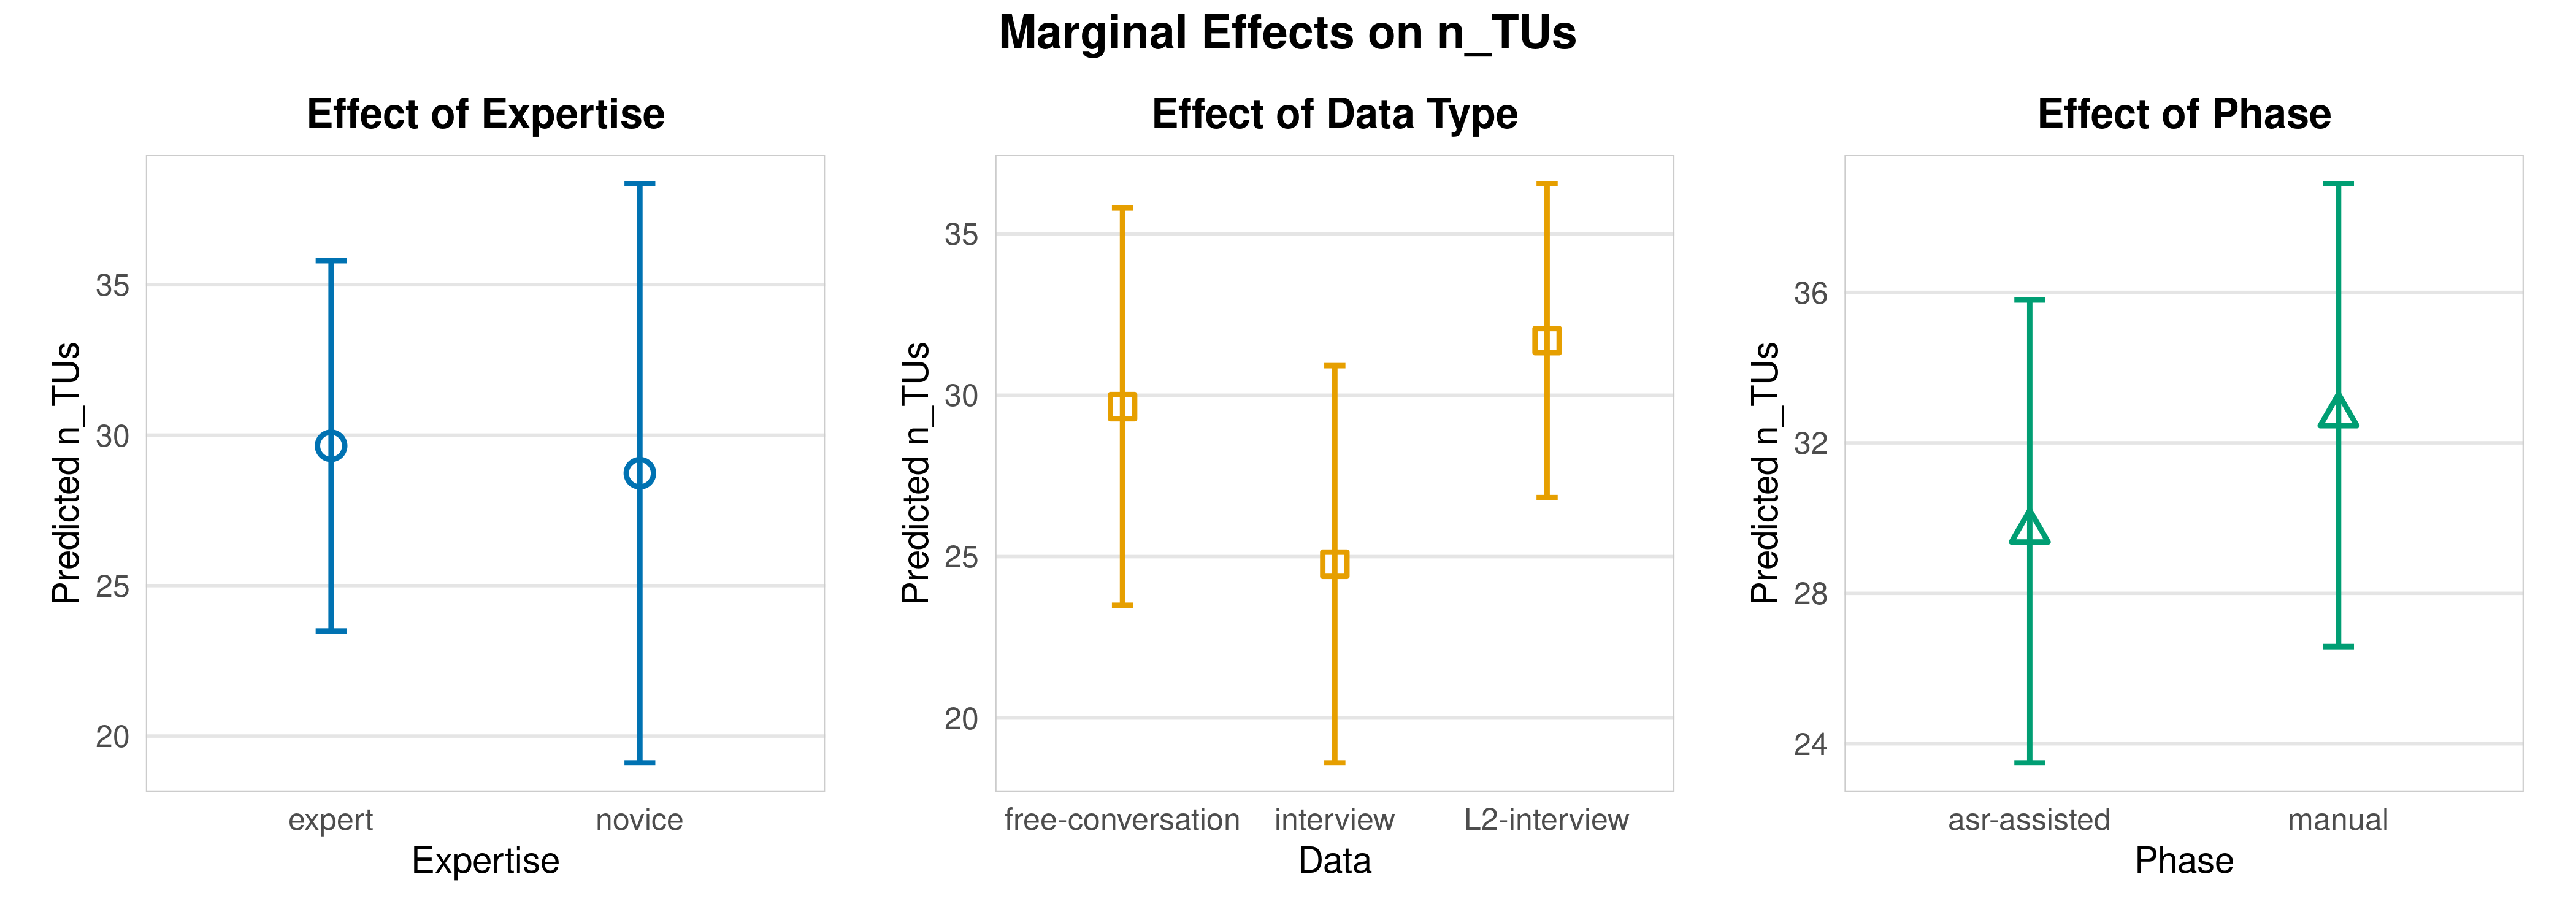 Marginal Effects on n_TUs
Effect of Expertise
Predicted n_TUs
35
30
25
20
expert novice
Expertise
Effect of Data Type
Predicted n_TUs
35
30
25
20
free-conversation interview L2-interview
Data
Effect of Phase
Predicted n_TUs
36
32
28
24
asr-assisted manual
Phase